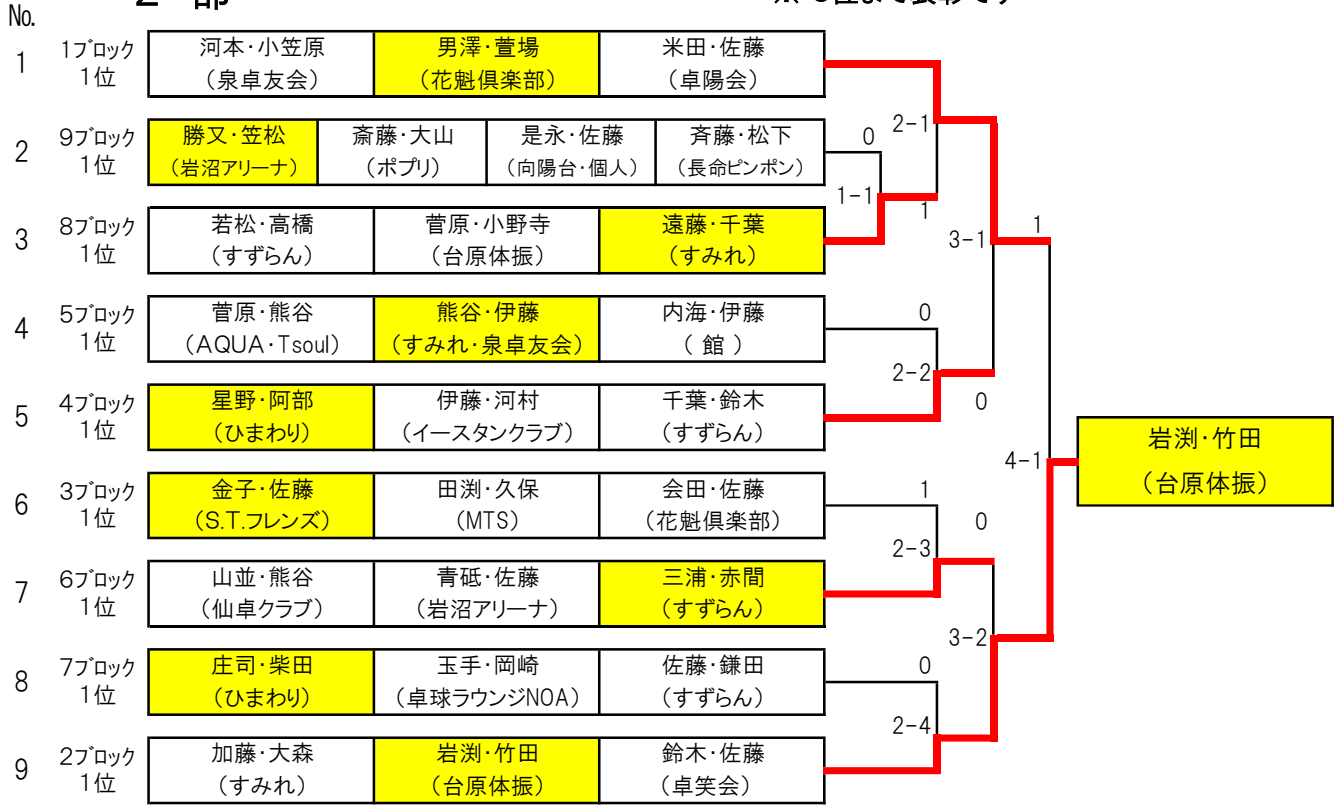 2 部
No.
1
1ブロック
1位
河本・小笠原
(泉卓友会)
男澤・萱場
(花魁倶楽部)
米田・佐藤
(卓陽会)
2
9ブロック
1位
勝又・笠松
(岩沼アリーナ)
斎藤・大山
(ポプリ)
是永・佐藤
(向陽台・個人)
斉藤・松下
(長命ピンポン)
0
2-1
1-1
1
3
8ブロック
1位
若松・高橋
(すずらん)
菅原・小野寺
(台原体振)
遠藤・千葉
(すみれ)
3-1
1
4
5ブロック
1位
菅原・熊谷
(AQUA・Tsoul)
熊谷・伊藤
(すみれ・泉卓友会)
内海・伊藤
( 館 )
0
2-2
0
5
4ブロック
1位
星野・阿部
(ひまわり)
伊藤・河村
(イースタンクラブ)
千葉・鈴木
(すずらん)
4-1
岩渕・竹田
(台原体振)
6
3ブロック
1位
金子・佐藤
(S.T.フレンズ)
田渕・久保
(MTS)
会田・佐藤
(花魁倶楽部)
1
0
2-3
7
6ブロック
1位
山並・熊谷
(仙卓クラブ)
青砥・佐藤
(岩沼アリーナ)
三浦・赤間
(すずらん)
3-2
8
7ブロック
1位
庄司・柴田
(ひまわり)
玉手・岡崎
(卓球ラウンジNOA)
佐藤・鎌田
(すずらん)
0
2-4
9
2ブロック
1位
加藤・大森
(すみれ)
岩渕・竹田
(台原体振)
鈴木・佐藤
(卓笑会)